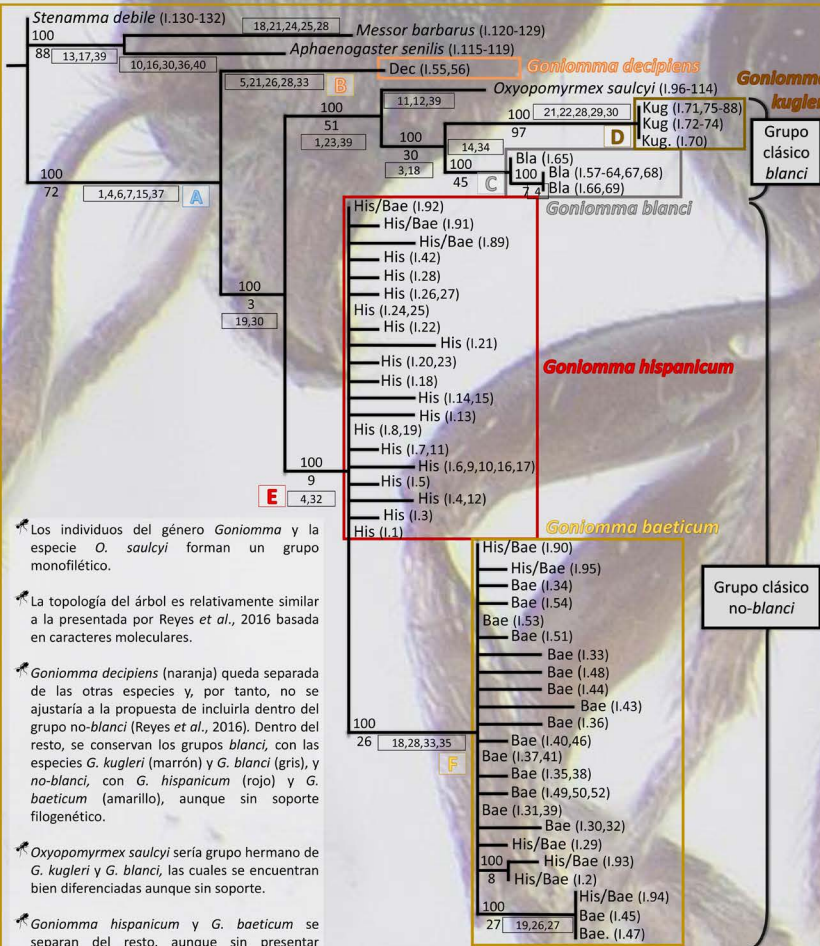 Stenamma debile (I.130-132)
18,21,24,25,28
Messor barbarus (I.120-129)
100
88
13,17,39
Aphaenogaster senilis (I.115-119)
10,16,30,36,40
Dec (I.55,56)
Goniomma decipiens
5,21,26,28,33
B
Oxyopomyrmex saulcyi (I.96-114)
Goniomma
kugleri
11,12,39
100
51
1,23,39
100
97
21,22,28,29,30
D
Kug (I.71,75-88)
Kug (I.72-74)
Kug. (I.70)
Grupo
clásico
blanci
100
30
3,18
14,34
100
45
C
Bla (I.65)
100
7,4
Bla (I.57-64,67,68)
Bla (I.66,69)
Goniomma blanci
100
72
1,4,6,7,15,37
A
100
3
19,30
His/Bae (I.92)
His/Bae (I.91)
His/Bae (I.89)
His (I.42)
His (I.28)
His (I.26,27)
His (I.24,25)
His (I.22)
His (I.21)
His (I.20,23)
His (I.18)
His (I.14,15)
His (I.13)
His (I.8,19)
His (I.7,11)
His (I.6,9,10,16,17)
His (I.5)
His (I.4,12)
His (I.3)
His (I.1)
Goniomma hispanicum
100
9
E
4,32
Goniomma baeticum
His/Bae (I.90)
His/Bae (I.95)
Bae (I.34)
Bae (I.54)
Bae (I.53)
Bae (I.51)
Bae (I.33)
Bae (I.48)
Bae (I.44)
Bae (I.43)
Bae (I.36)
Bae (I.40,46)
Bae (I.37,41)
Bae (I.35,38)
Bae (I.49,50,52)
Bae (I.31,39)
Bae (I.30,32)
His/Bae (I.29)
100
8
His/Bae (I.93)
His/Bae (I.2)
100
27
19,26,27
His/Bae (I.94)
Bae (I.45)
Bae. (I.47)
100
26
18,28,33,35
F
Grupo clásico
no-blanci
Los individuos del género Goniomma y la
especie O. saulcyi forman un grupo
monofilético.
La topología del árbol es relativamente similar
a la presentada por Reyes et al., 2016 basada
en caracteres moleculares.
Goniomma decipiens (naranja) queda separada
de las otras especies y, por tanto, no se
ajustaría a la propuesta de incluirla dentro del
grupo no-blanci (Reyes et al., 2016). Dentro del
resto, se conservan los grupos blanci, con las
especies G. kugleri (marrón) y G. blanci (gris), y
no-blanci, con G. hispanicum (rojo) y G.
baeticum (amarillo), aunque sin soporte
filogenético.
Oxyopomyrmex saulcyi sería grupo hermano de
G. kugleri y G. blanci, las cuales se encuentran
bien diferenciadas aunque sin soporte.
Goniomma hispanicum y G. baeticum se
separan del resto, aunque sin presentar